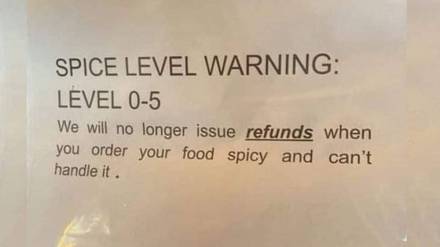 SPICE LEVEL WARNING:
LEVEL 0-5
We will no longer issue refunds when
you order your food spicy and can't
handle it .